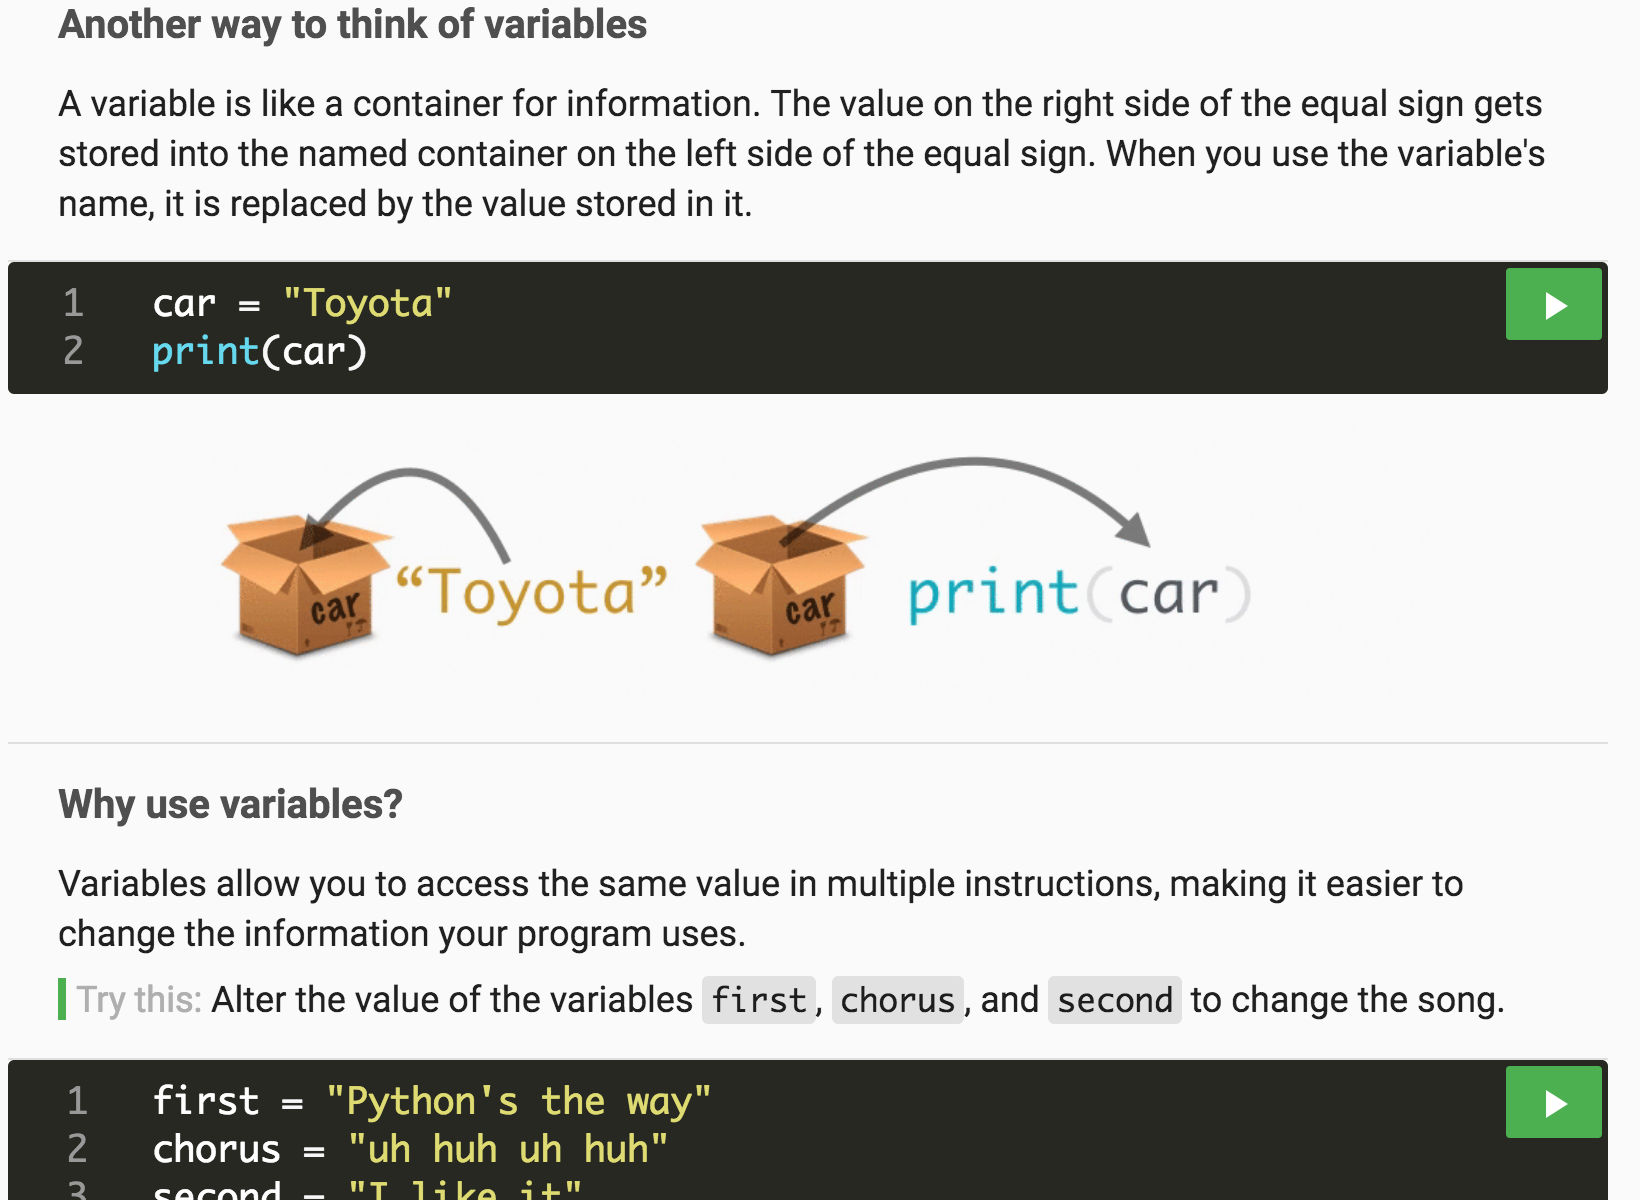 Another way to think of variables
A variable is like a container for information. The value on the right side of the equal sign gets
stored into the named container on the left side of the equal sign. When you use the variable's
name, it is replaced by the value stored in it.
1 car = "Toyota"
2 print(car)
car “Toyota” car print(car)
Why use variables?
Variables allow you to access the same value in multiple instructions, making it easier to
change the information your program uses.
Try this: Alter the value of the variables first, chorus, and second to change the song.
1 first = "Python's the way"
2 chorus = "uh huh uh huh"
3 second = "I like it"